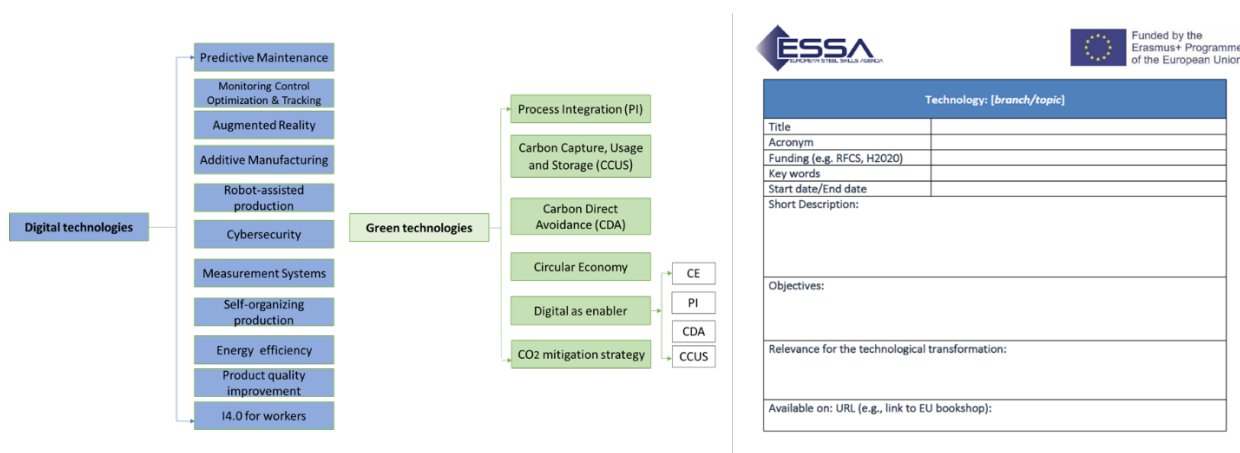 Digital technologies
Predictive Maintenance
Monitoring Control
Optimization & Tracking
Augmented Reality
Additive Manufacturing
Robot-assisted
production
Cybersecurity
Measurement Systems
Self-organizing
production
Energy efficiency
Product quality
improvement
I4.0 for workers
Green technologies
Process Integration (PI)
Carbon Capture, Usage
and Storage (CCUS)
Carbon Direct
Avoidance (CDA)
Circular Economy
Digital as enabler
CO2 mitigation strategy
CE
PI
CDA
CCUS
ESSA
EUROPEAN STEEL SKILLS AGENDA
Funded by the
Erasmus+ Programme
of the European Union
Technology: [branch/topic]
Title
Acronym
Funding (e.g. RFCS, H2020)
Key words
Start date/End date
Short Description:
Objectives:
Relevance for the technological transformation:
Available on: URL (e.g., link to EU bookshop):